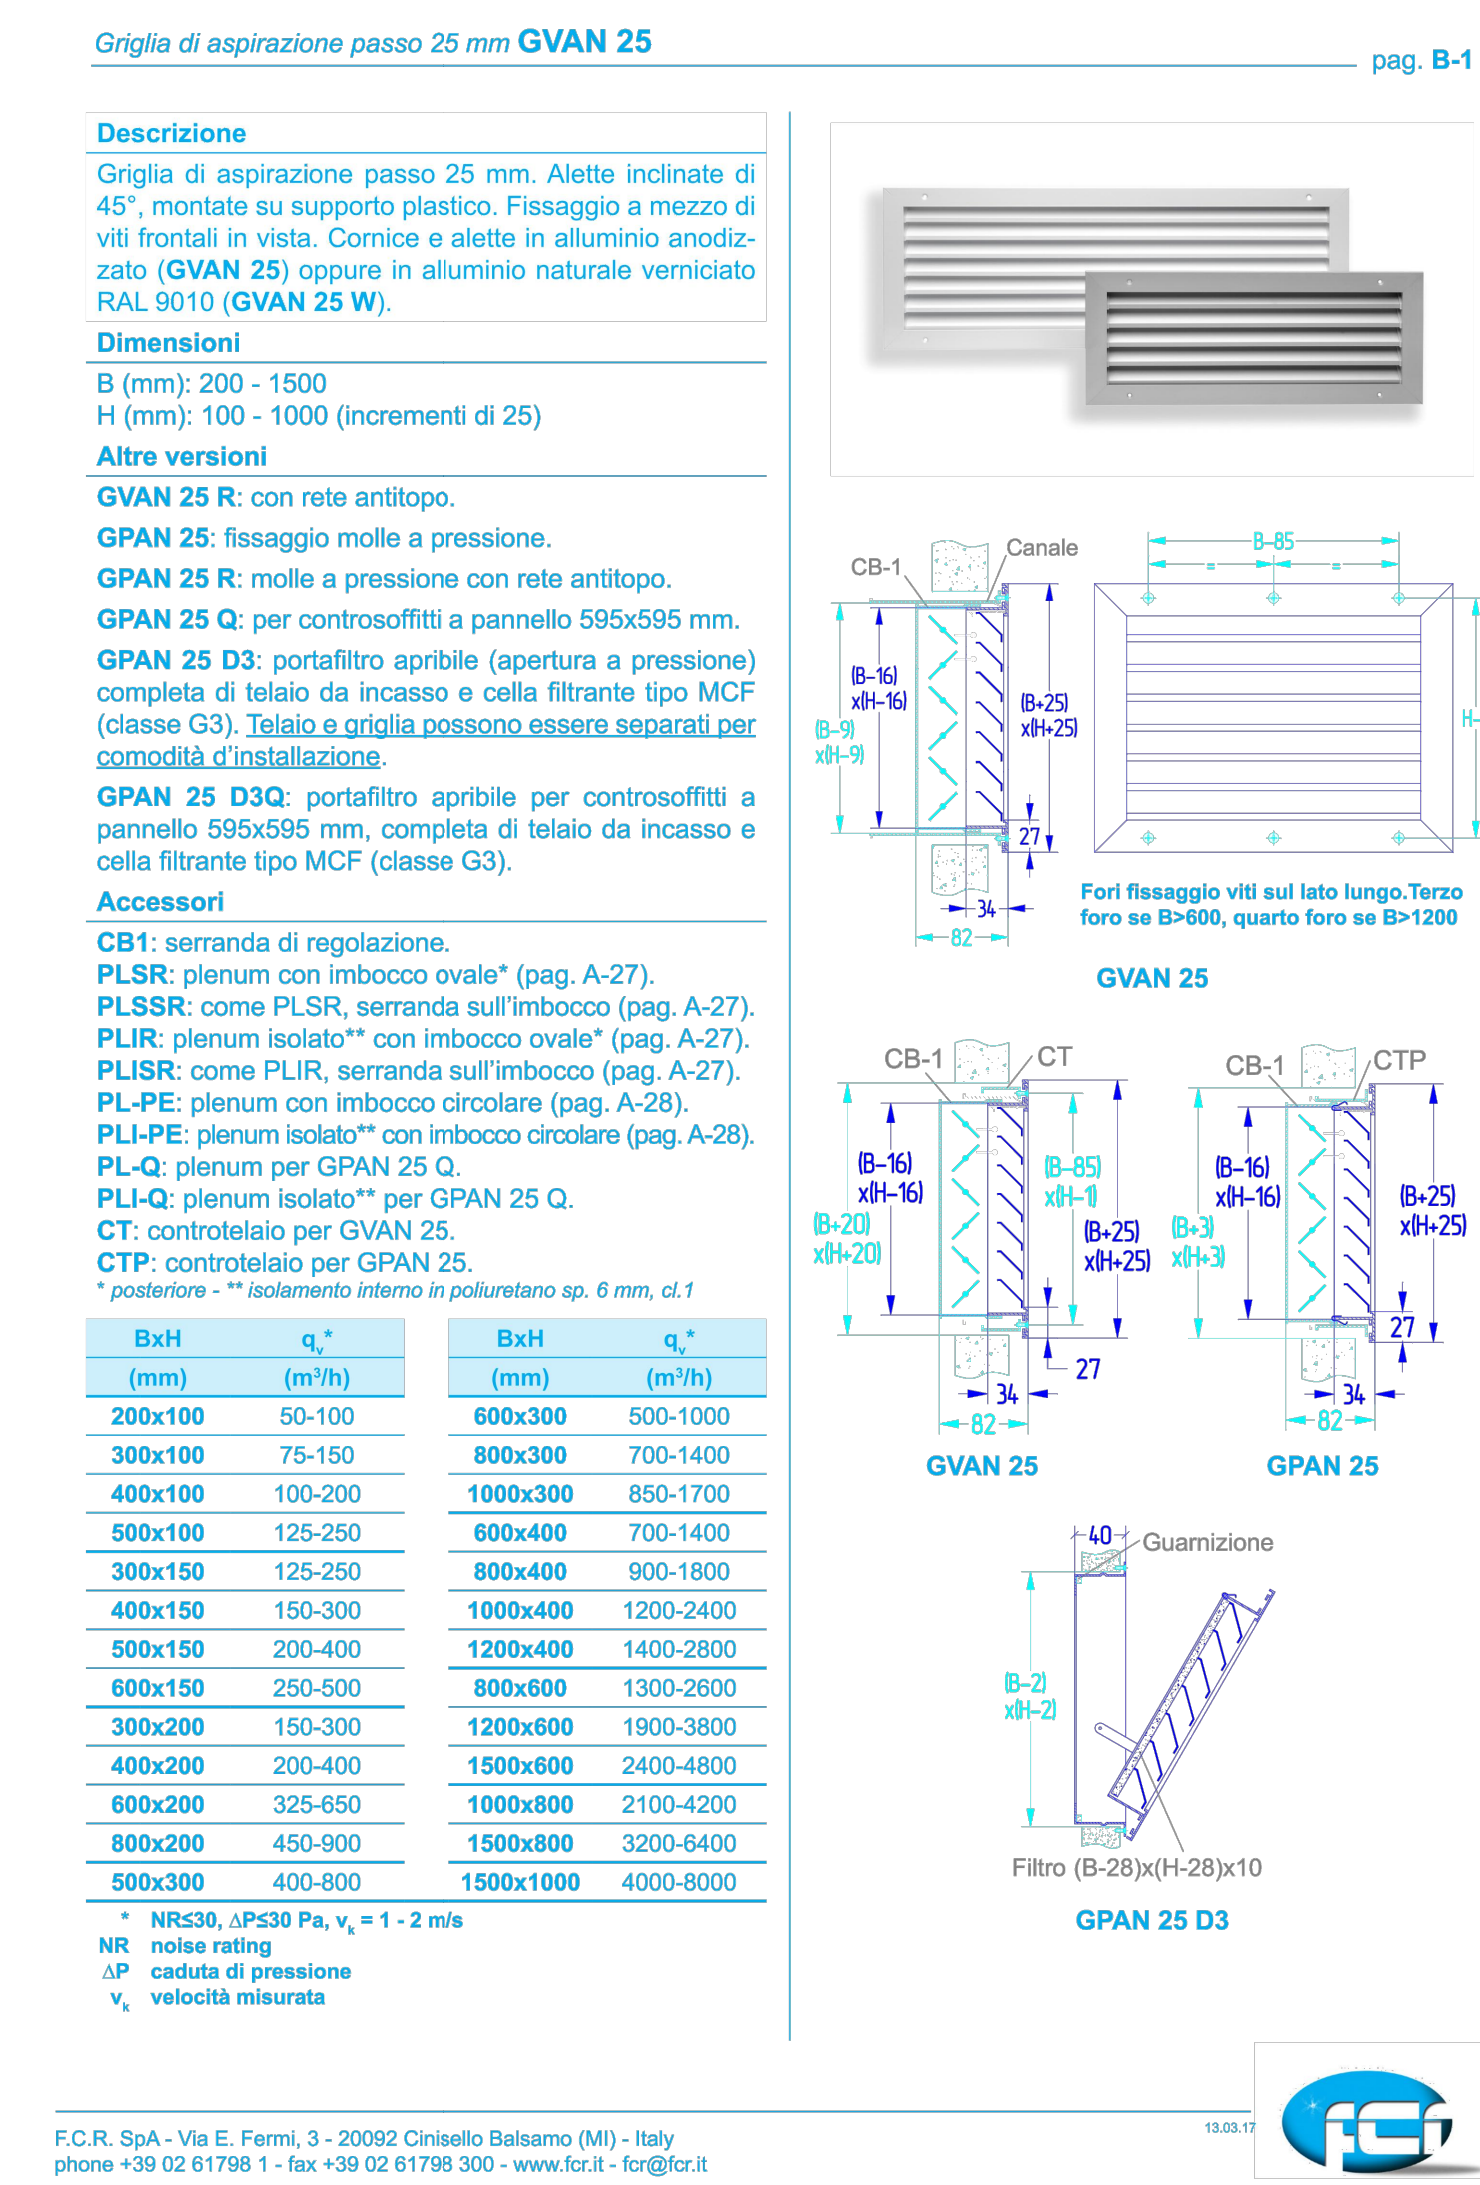 Griglia di aspirazione passo 25 mm GVAN 25
pag. B-1
Descrizione
Griglia di aspirazione passo 25 mm. Alette inclinate di
45°, montate su supporto plastico. Fissaggio a mezzo di
viti frontali in vista. Cornice e alette in alluminio anodiz-
zato (GVAN 25) oppure in alluminio naturale verniciato
RAL 9010 (GVAN 25 W).
Dimensioni
B (mm): 200 - 1500
H (mm): 100 - 1000 (incrementi di 25)
Altre versioni
GVAN 25 R: con rete antitopo.
GPAN 25: fissaggio molle a pressione.
GPAN 25 R: molle a pressione con rete antitopo.
GPAN 25 Q: per controsoffitti a pannello 595x595 mm.
GPAN 25 D3: portafiltro apribile (apertura a pressione)
completa di telaio da incasso e cella filtrante tipo MCF
(classe G3). Telaio e griglia possono essere separati per
comodità d'installazione.
GPAN 25 D3Q: portafiltro apribile per controsoffitti a
pannello 595x595 mm, completa di telaio da incasso e
cella filtrante tipo MCF (classe G3).
Accessori
CB1: serranda di regolazione.
PLSR: plenum con imbocco ovale* (pag. A-27).
PLSSR: come PLSR, serranda sull'imbocco (pag. A-27).
PLIR: plenum isolato** con imbocco ovale* (pag. A-27).
PLISR: come PLIR, serranda sull'imbocco (pag. A-27).
PL-PE: plenum con imbocco circolare (pag. A-28).
PLI-PE: plenum isolato** con imbocco circolare (pag. A-28).
PL-Q: plenum per GPAN 25 Q.
PLI-Q: plenum isolato** per GPAN 25 Q.
CT: controtelaio per GVAN 25.
CTP: controtelaio per GPAN 25.
* posteriore - ** isolamento interno in poliuretano sp. 6 mm, cl.1
BxH qv* BxH qv*
(mm) (m³/h) (mm) (m³/h)
200x100 50-100 600x300 500-1000
300x100 75-150 800x300 700-1400
400x100 100-200 1000x300 850-1700
500x100 125-250 600x400 700-1400
300x150 125-250 800x400 900-1800
400x150 150-300 1000x400 1200-2400
500x150 200-400 1200x400 1400-2800
600x150 250-500 800x600 1300-2600
300x200 150-300 1200x600 1900-3800
400x200 200-400 1500x600 2400-4800
600x200 325-650 1000x800 2100-4200
800x200 450-900 1500x800 3200-6400
500x300 400-800 1500x1000 4000-8000
* NR≤30, ΔP≤30 Pa, vk = 1 - 2 m/s
NR noise rating
ΔP caduta di pressione
vk velocità misurata
CB-1 Canale
B-85
= =
(B-16)
x(H-16)
(B+25)
x(H+25)
(B-9)
x(H-9)
H-
27
34
82
Fori fissaggio viti sul lato lungo.Terzo
foro se B>600, quarto foro se B>1200
GVAN 25
CB-1 CT
(B-16)
x(H-16)
(B-85)
x(H-1)
(B+20)
x(H+20)
(B+25)
x(H+25)
27
34
82
GVAN 25
CB-1 CTP
(B-16)
x(H-16)
(B+25)
x(H+25)
(B+3)
x(H+3)
27
34
82
GPAN 25
40
Guarnizione
(B-2)
x(H-2)
Filtro (B-28)x(H-28)x10
GPAN 25 D3
13.03.17
F.C.R. SpA - Via E. Fermi, 3 - 20092 Cinisello Balsamo (MI) - Italy
phone +39 02 61798 1 - fax +39 02 61798 300 - www.fcr.it - fcr@fcr.it
fcr